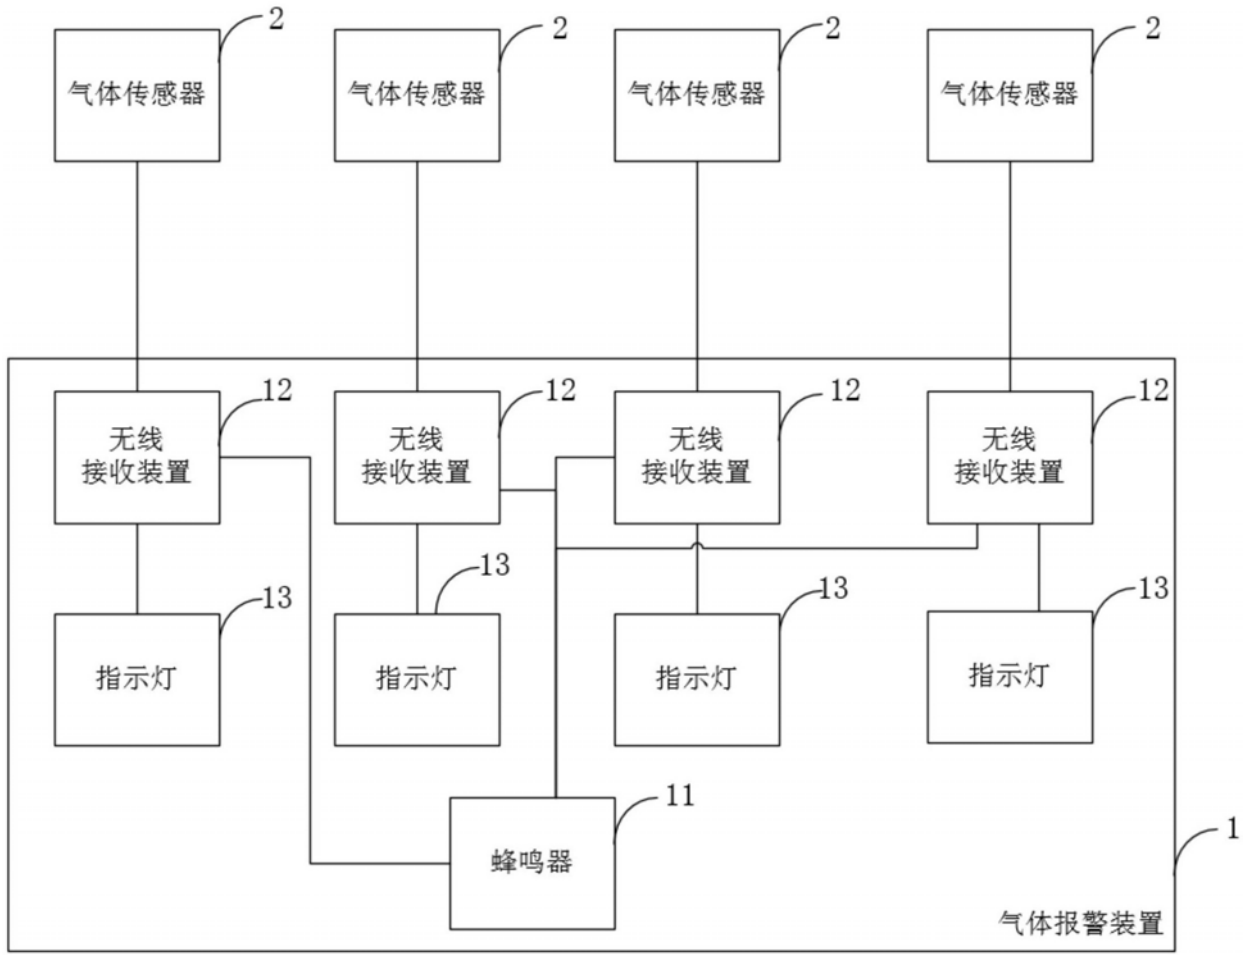 2
2
2
2
气体传感器
气体传感器
气体传感器
气体传感器
12
12
12
12
无线
接收装置
无线
接收装置
无线
接收装置
无线
接收装置
13
13
13
13
指示灯
指示灯
指示灯
指示灯
11
蜂鸣器
1
气体报警装置